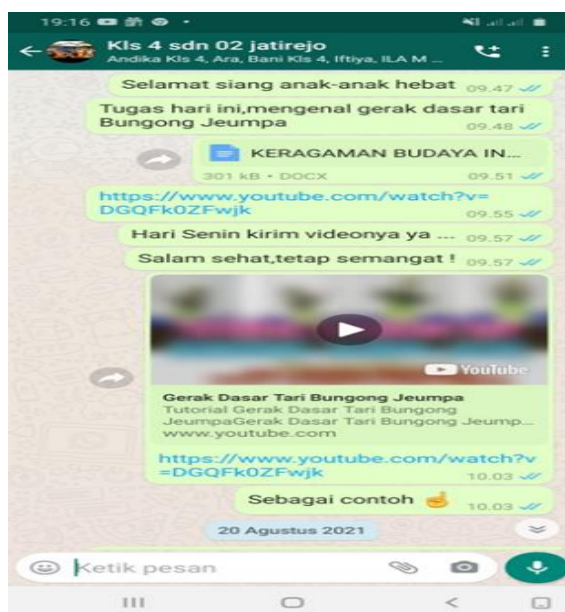 19:16
Kls 4 sdn 02 jatirejo
Andika Kls 4, Ara, Bani Kls 4, Iftiya, ILA M ...
Selamat siang anak-anak hebat 09.47
Tugas hari ini,mengenal gerak dasar tari
Bungong Jeumpa 09.48
KERAGAMAN BUDAYA IN...
301 kB • DOCX 09.51
https://www.youtube.com/watch?v=
DGQFk0ZFwjk 09.55
Hari Senin kirim videonya ya ... 09.57
Salam sehat,tetap semangat ! 09.57
YouTube
Gerak Dasar Tari Bungong Jeumpa
Tutorial Gerak Dasar Tari Bungong
JeumpaGerak Dasar Tari Bungong Jeump...
www.youtube.com
https://www.youtube.com/watch?v
=DGQFk0ZFwjk 10.03
Sebagai contoh ☝ 10.03
20 Agustus 2021
Ketik pesan